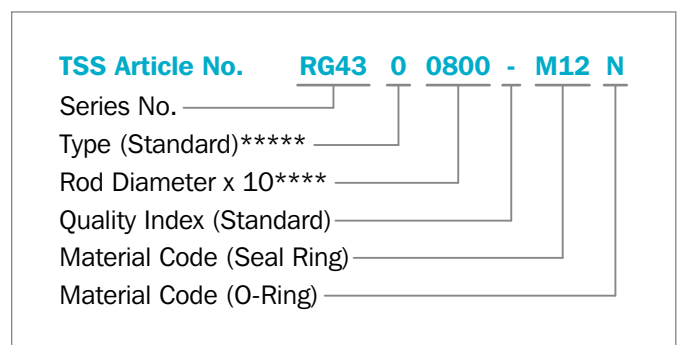 TSS Article No. RG43 0 0800 - M12 N
Series No.
Type (Standard)*****
Rod Diameter x 10****
Quality Index (Standard)
Material Code (Seal Ring)
Material Code (O-Ring)